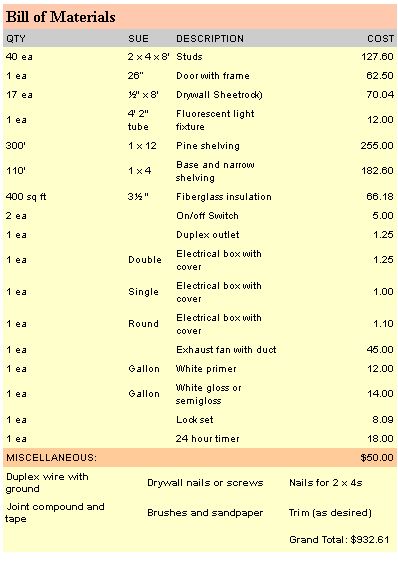 Bill of Materials
QTY SUE DESCRIPTION COST
40 ea 2 x 4 x 8' Studs 127.60
1 ea 26" Door with frame 62.50
17 ea ½" x 8' Drywall Sheetrock) 70.04
1 ea 4' 2" tube Fluorescent light fixture 12.00
300' 1 x 12 Pine shelving 255.00
110' 1 x 4 Base and narrow shelving 182.60
400 sq ft 3½" Fiberglass insulation 66.18
2 ea On/off Switch 5.00
1 ea Duplex outlet 1.25
1 ea Double Electrical box with cover 1.25
1 ea Single Electrical box with cover 1.00
1 ea Round Electrical box with cover 1.10
1 ea Exhaust fan with duct 45.00
1 ea Gallon White primer 12.00
1 ea Gallon White gloss or semigloss 14.00
1 ea Lock set 8.09
1 ea 24 hour timer 18.00
MISCELLANEOUS: $50.00
Duplex wire with ground Drywall nails or screws Nails for 2 x 4s
Joint compound and tape Brushes and sandpaper Trim (as desired)
Grand Total: $932.61